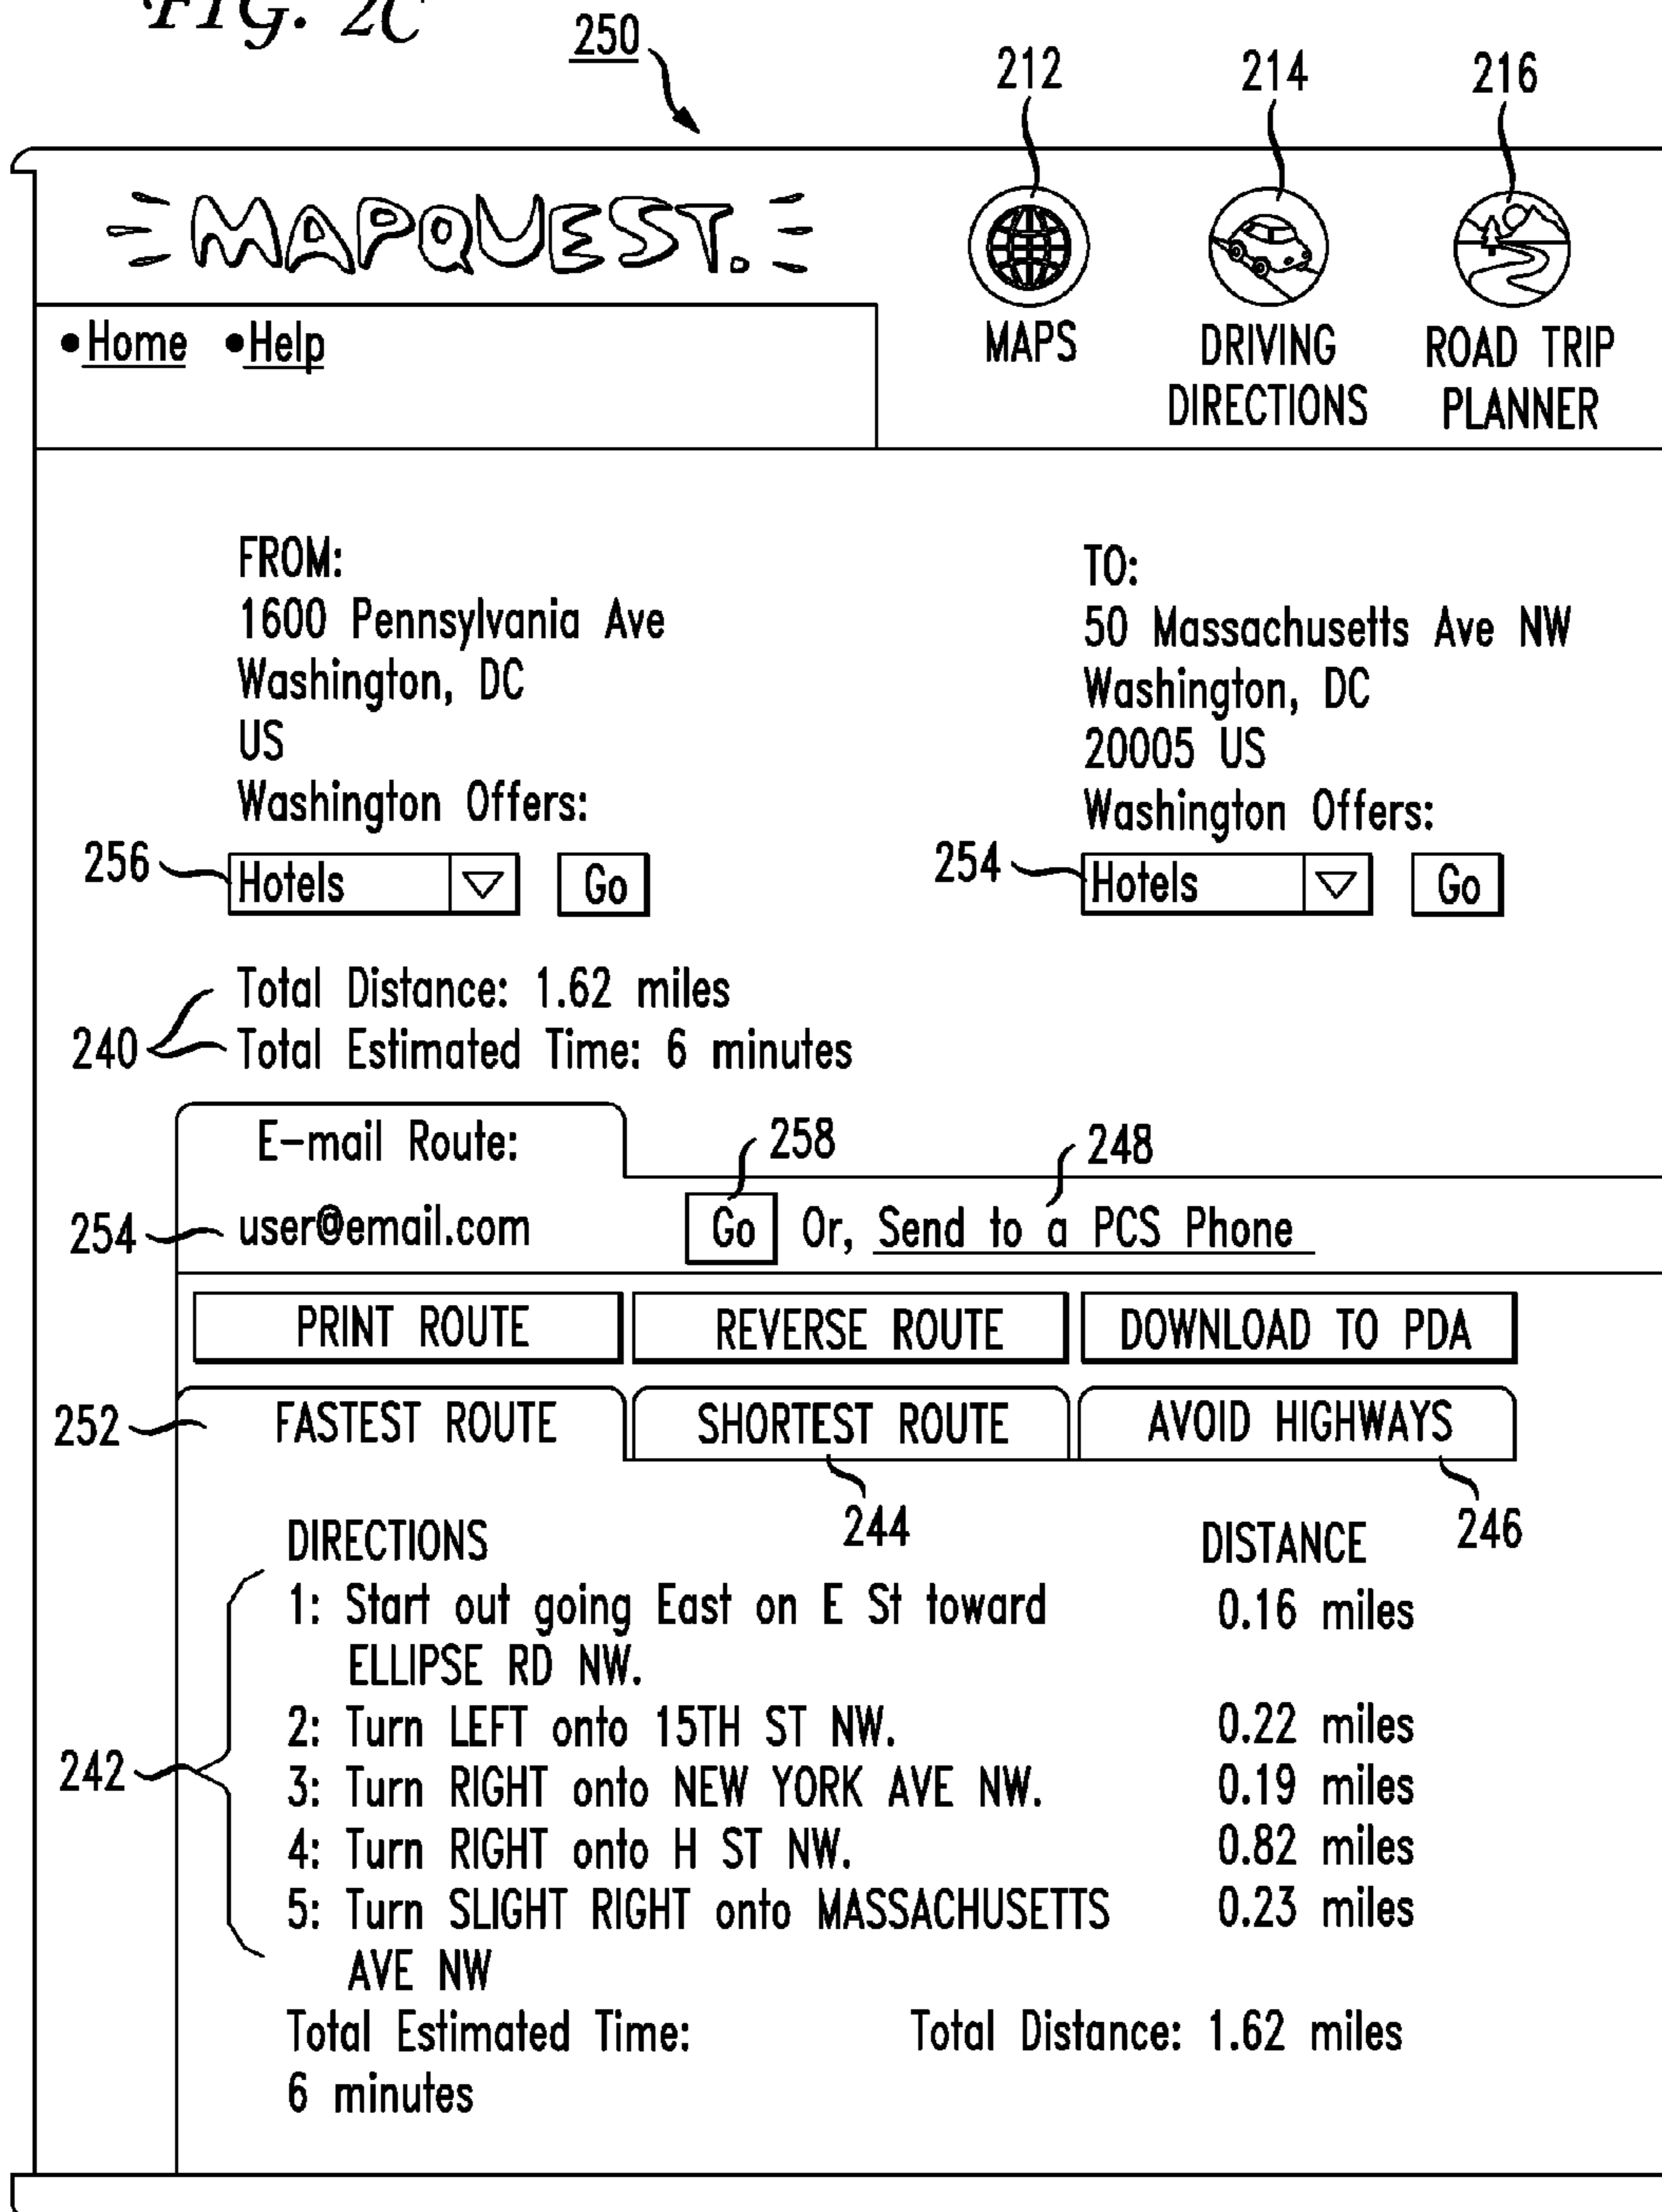 FIG. 2C
250
212
214
216
MAPQUEST.
•Home •Help
MAPS
DRIVING
DIRECTIONS
ROAD TRIP
PLANNER
FROM:
1600 Pennsylvania Ave
Washington, DC
US
Washington Offers:
256
Hotels
Go
TO:
50 Massachusetts Ave NW
Washington, DC
20005 US
Washington Offers:
254
Hotels
Go
240
Total Distance: 1.62 miles
Total Estimated Time: 6 minutes
E-mail Route:
258
248
254
user@email.com
Go
Or, Send to a PCS Phone
PRINT ROUTE
REVERSE ROUTE
DOWNLOAD TO PDA
252
FASTEST ROUTE
SHORTEST ROUTE
AVOID HIGHWAYS
244
246
DIRECTIONS
DISTANCE
242
1: Start out going East on E St toward 0.16 miles
ELLIPSE RD NW.
2: Turn LEFT onto 15TH ST NW. 0.22 miles
3: Turn RIGHT onto NEW YORK AVE NW. 0.19 miles
4: Turn RIGHT onto H ST NW. 0.82 miles
5: Turn SLIGHT RIGHT onto MASSACHUSETTS 0.23 miles
AVE NW
Total Estimated Time: Total Distance: 1.62 miles
6 minutes